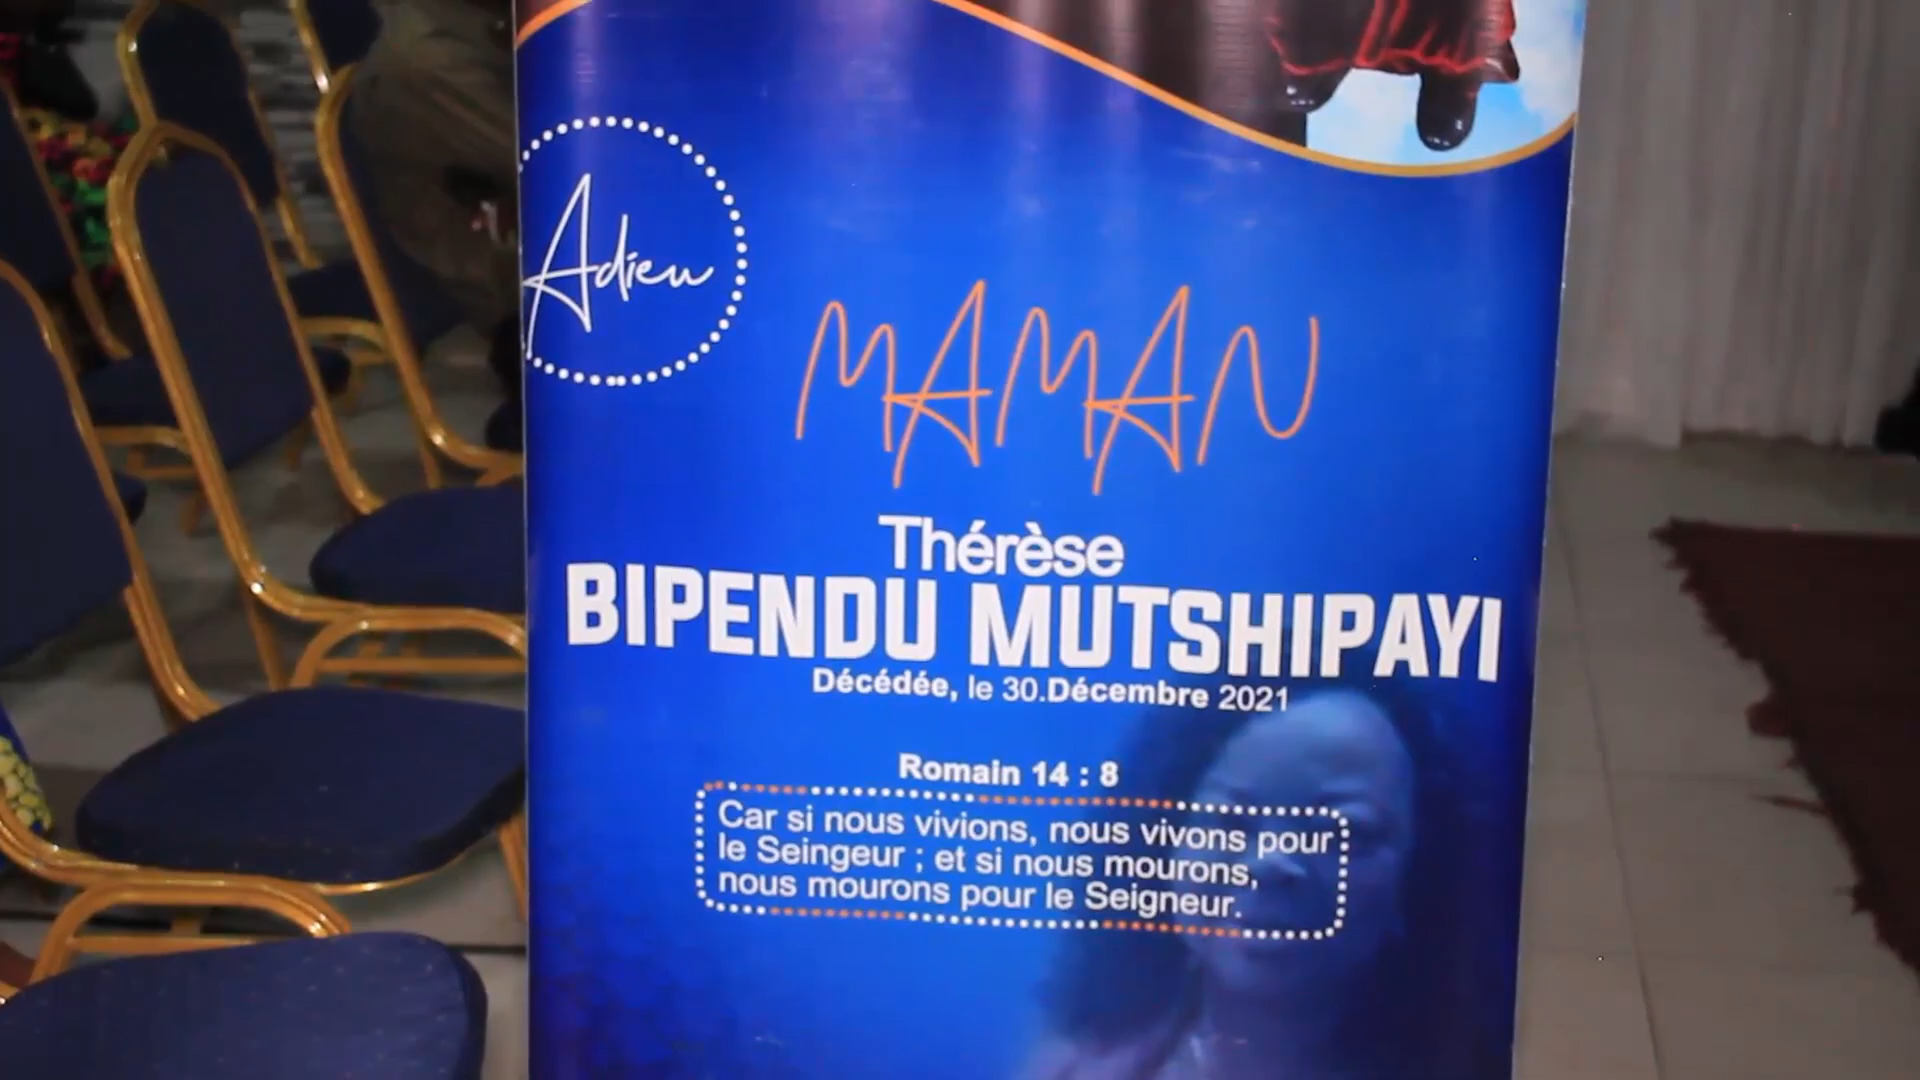 Adieu
MAMAN
Thérèse
BIPENDU MUTSHIPAYI
Décédée, le 30.Décembre 2021
Romain 14 : 8
Car si nous vivions, nous vivons pour
le Seingeur ; et si nous mourons,
nous mourons pour le Seigneur.